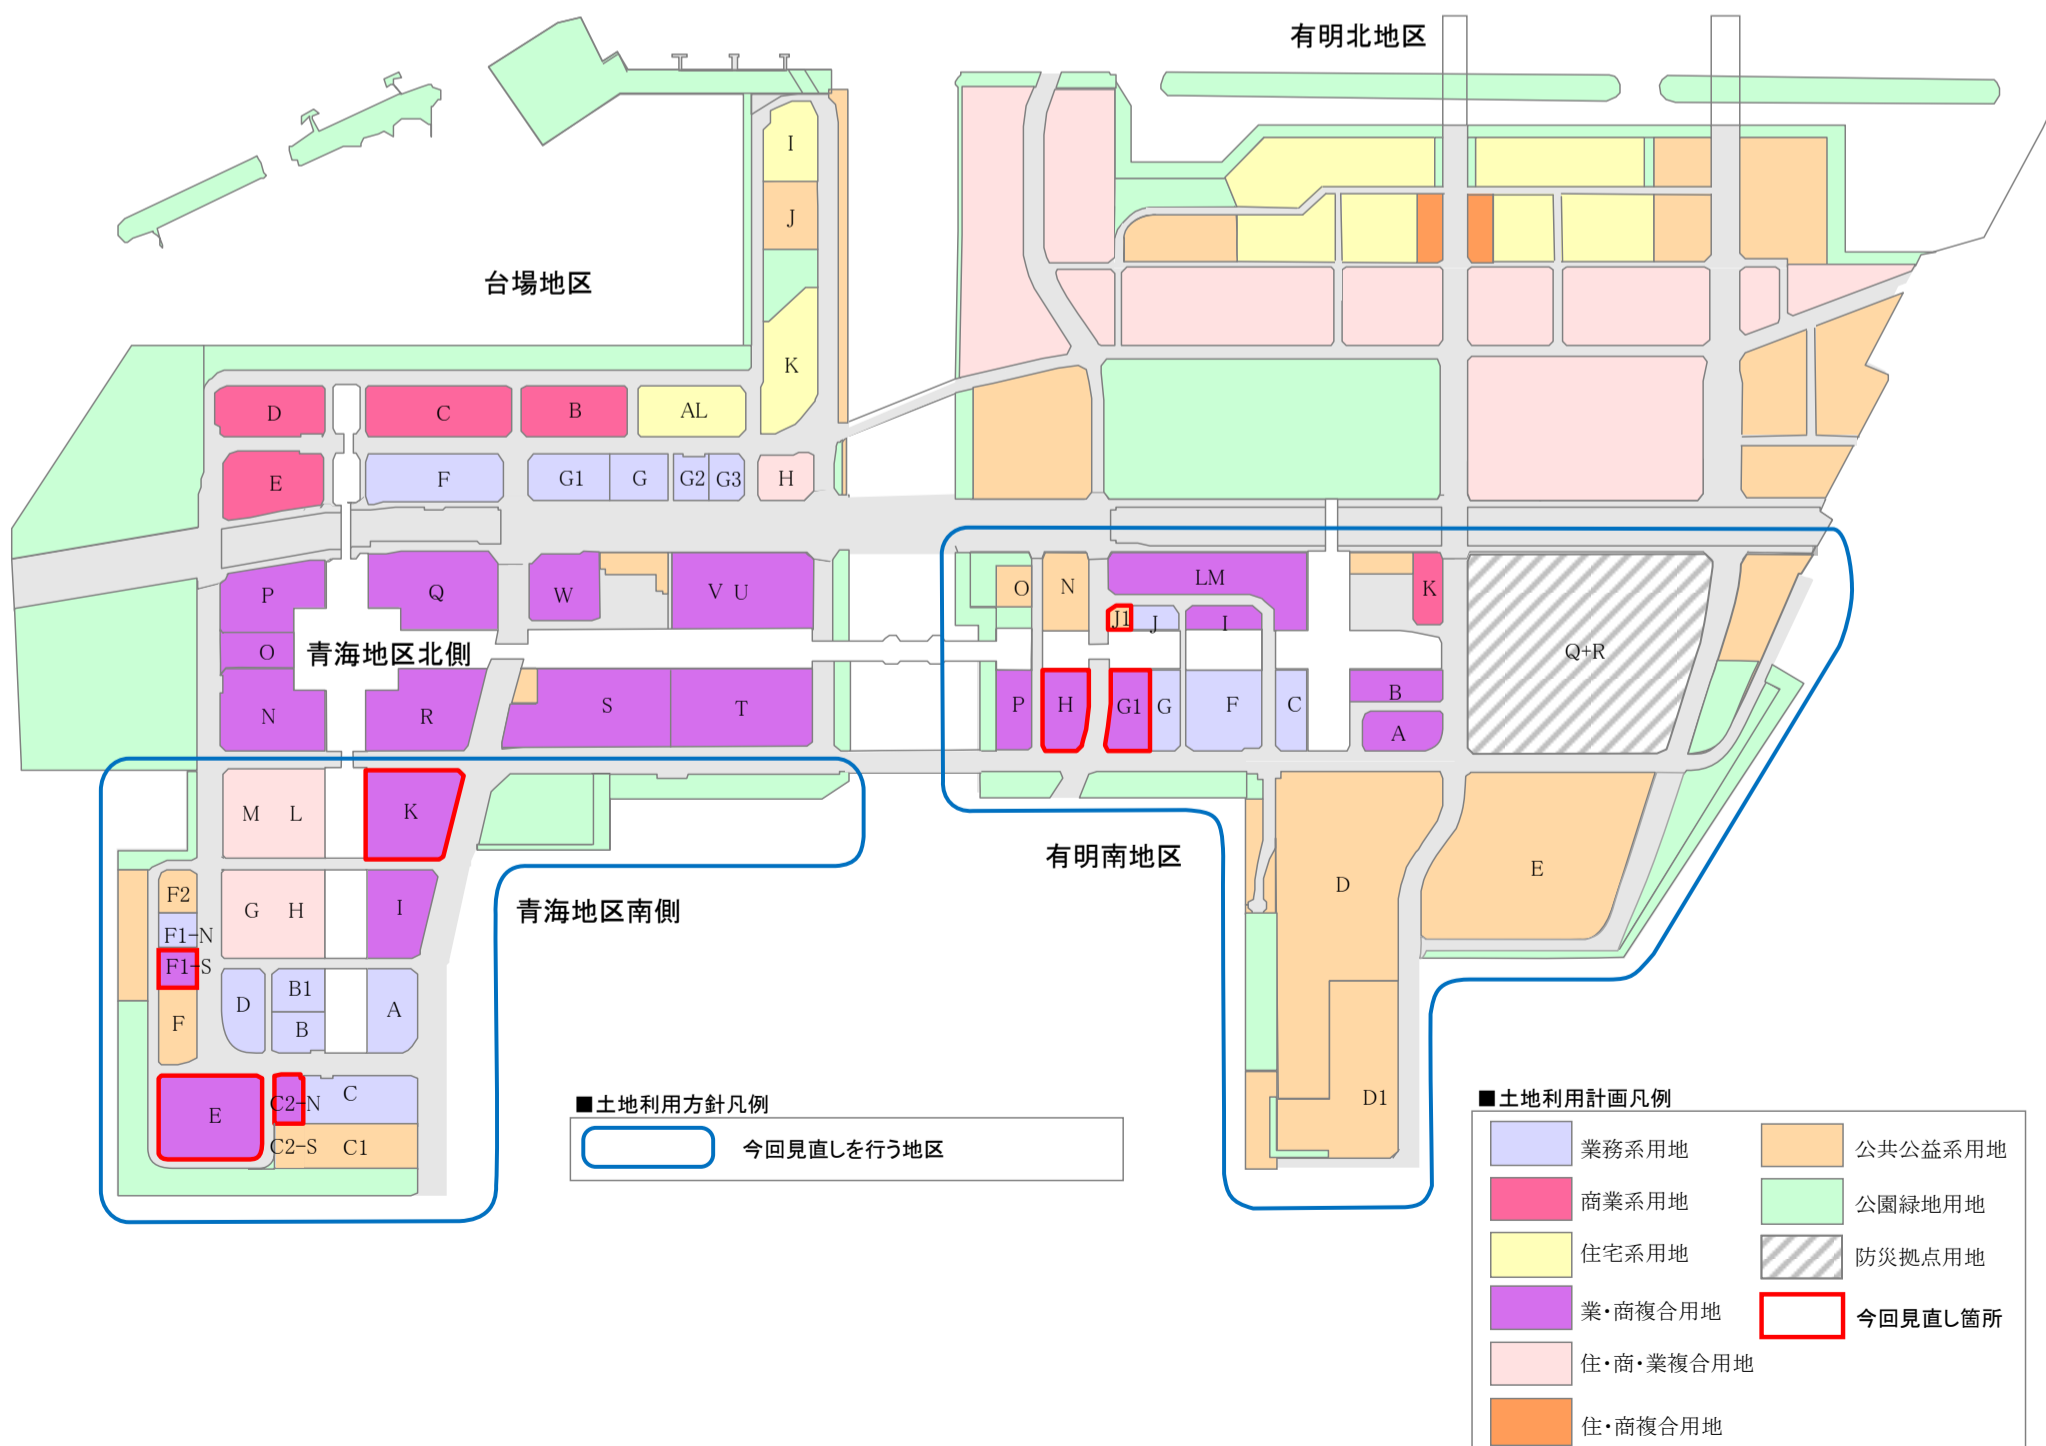 有明北地区
I
J
台場地区
K
D
C
B
AL
E
F
G1
G
G2
G3
H
P
Q
W
V U
O
青海地区北側
N
R
S
T
O
N
LM
K
J1
J
I
Q+R
P
H
G1
G
F
C
B
A
M L
K
有明南地区
D
E
F2
G H
I
青海地区南側
F1-N
F1-S
D
B1
A
F
B
E
C2-N
C
C2-S
C1
D1
■土地利用方針凡例
今回見直しを行う地区
■土地利用計画凡例
業務系用地
公共公益系用地
商業系用地
公園緑地用地
住宅系用地
防災拠点用地
業・商複合用地
今回見直し箇所
住・商・業複合用地
住・商複合用地